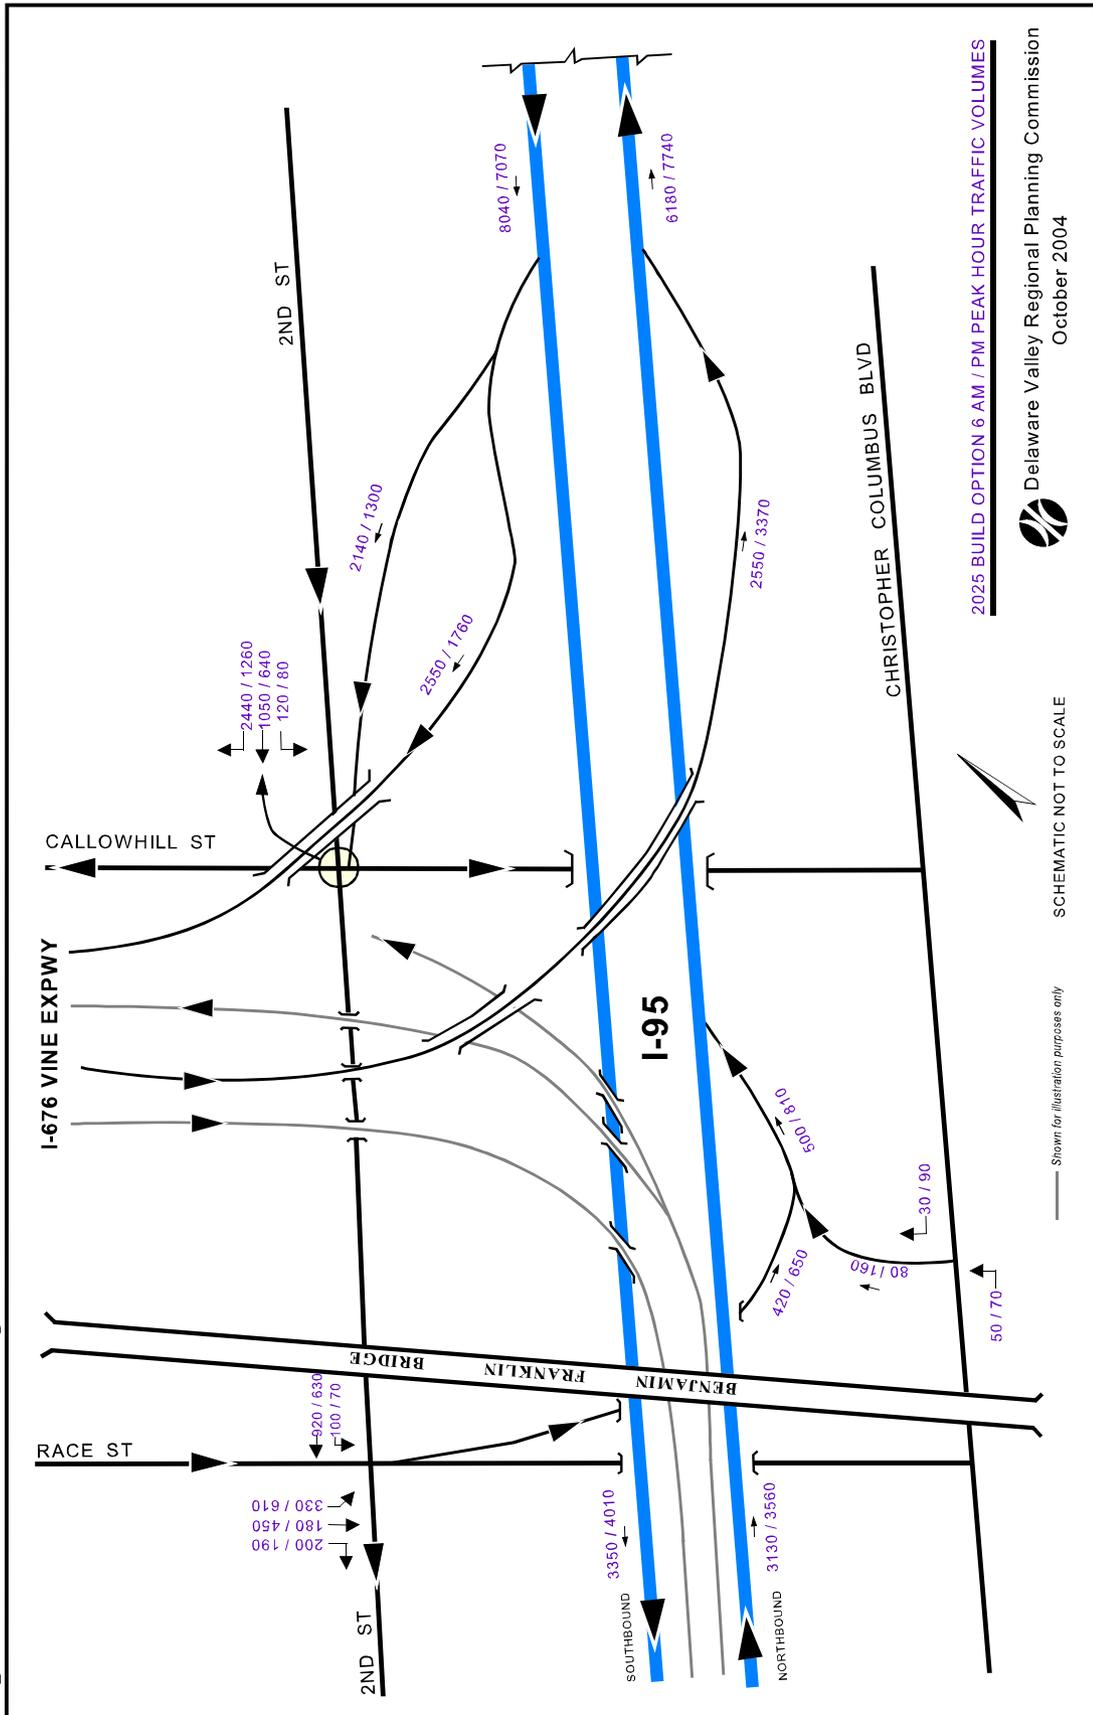 2025 BUILD OPTION 6 AM / PM PEAK HOUR TRAFFIC VOLUMES
Delaware Valley Regional Planning Commission
October 2004
2ND ST
8040 / 7070
6180 / 7740
2140 / 1300
2550 / 1760
2550 / 3370
CHRISTOPHER COLUMBUS BLVD
2440 / 1260
1050 / 640
120 / 80
CALLOWHILL ST
I-676 VINE EXPWY
I-95
500 / 810
420 / 650
80 / 160
30 / 90
50 / 70
BENJAMIN FRANKLIN BRIDGE
920 / 630
100 / 70
RACE ST
330 / 610
180 / 450
200 / 190
3350 / 4010
3130 / 3560
SOUTHBOUND
NORTHBOUND
2ND ST
SCHEMATIC NOT TO SCALE
Shown for illustration purposes only